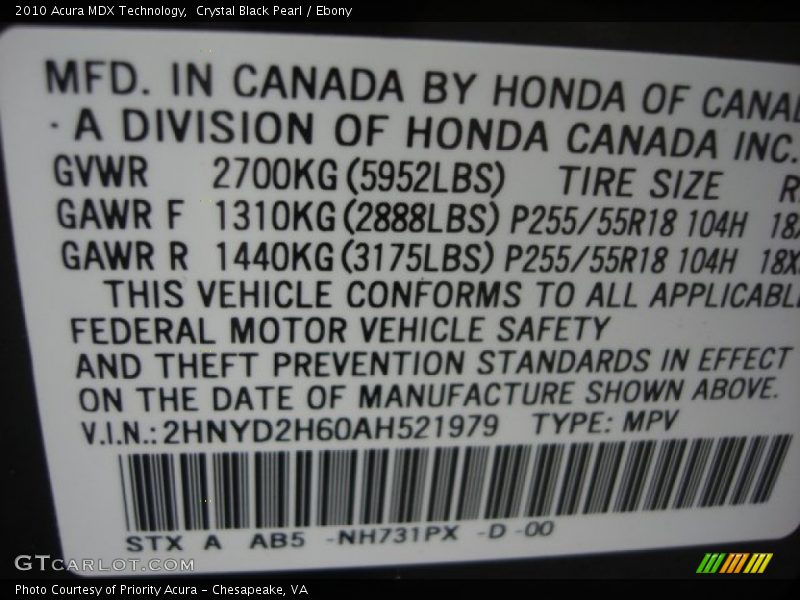 2010 Acura MDX Technology, Crystal Black Pearl / Ebony
MFD. IN CANADA BY HONDA OF
· A DIVISION OF HONDA CANADA INC.
GVWR 2700KG (5952LBS) TIRE SIZE
GAWR F 1310KG (2888LBS) P255/55R18 104H
GAWR R 1440KG (3175LBS) P255/55R18 104H
THIS VEHICLE CONFORMS TO ALL
FEDERAL MOTOR VEHICLE SAFETY
AND THEFT PREVENTION STANDARDS IN EFFECT
ON THE DATE OF MANUFACTURE SHOWN ABOVE.
V.I.N.: 2HNYD2H60AH521979 TYPE: MPV
STX A AB5 -NH731PX -D -00
GTcarlot.com
Photo Courtesy of Priority Acura - Chesapeake, VA